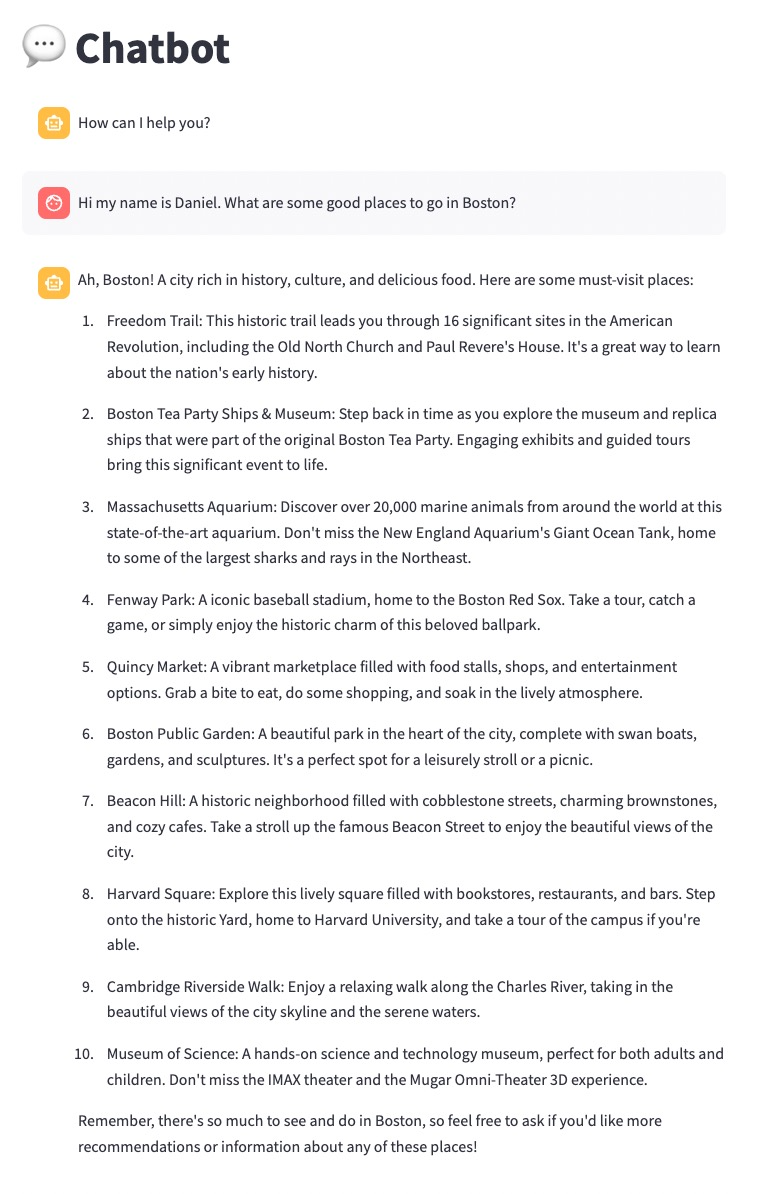 Chatbot
How can I help you?
Hi my name is Daniel. What are some good places to go in Boston?
Ah, Boston! A city rich in history, culture, and delicious food. Here are some must-visit places:
1. Freedom Trail: This historic trail leads you through 16 significant sites in the American
Revolution, including the Old North Church and Paul Revere's House. It's a great way to learn
about the nation's early history.
2. Boston Tea Party Ships & Museum: Step back in time as you explore the museum and replica
ships that were part of the original Boston Tea Party. Engaging exhibits and guided tours
bring this significant event to life.
3. Massachusetts Aquarium: Discover over 20,000 marine animals from around the world at this
state-of-the-art aquarium. Don't miss the New England Aquarium's Giant Ocean Tank, home
to some of the largest sharks and rays in the Northeast.
4. Fenway Park: A iconic baseball stadium, home to the Boston Red Sox. Take a tour, catch a
game, or simply enjoy the historic charm of this beloved ballpark.
5. Quincy Market: A vibrant marketplace filled with food stalls, shops, and entertainment
options. Grab a bite to eat, do some shopping, and soak in the lively atmosphere.
6. Boston Public Garden: A beautiful park in the heart of the city, complete with swan boats,
gardens, and sculptures. It's a perfect spot for a leisurely stroll or a picnic.
7. Beacon Hill: A historic neighborhood filled with cobblestone streets, charming brownstones,
and cozy cafes. Take a stroll up the famous Beacon Street to enjoy the beautiful views of the
city.
8. Harvard Square: Explore this lively square filled with bookstores, restaurants, and bars. Step
onto the historic Yard, home to Harvard University, and take a tour of the campus if you're
able.
9. Cambridge Riverside Walk: Enjoy a relaxing walk along the Charles River, taking in the
beautiful views of the city skyline and the serene waters.
10. Museum of Science: A hands-on science and technology museum, perfect for both adults and
children. Don't miss the IMAX theater and the Mugar Omni-Theater 3D experience.
Remember, there's so much to see and do in Boston, so feel free to ask if you'd like more
recommendations or information about any of these places!